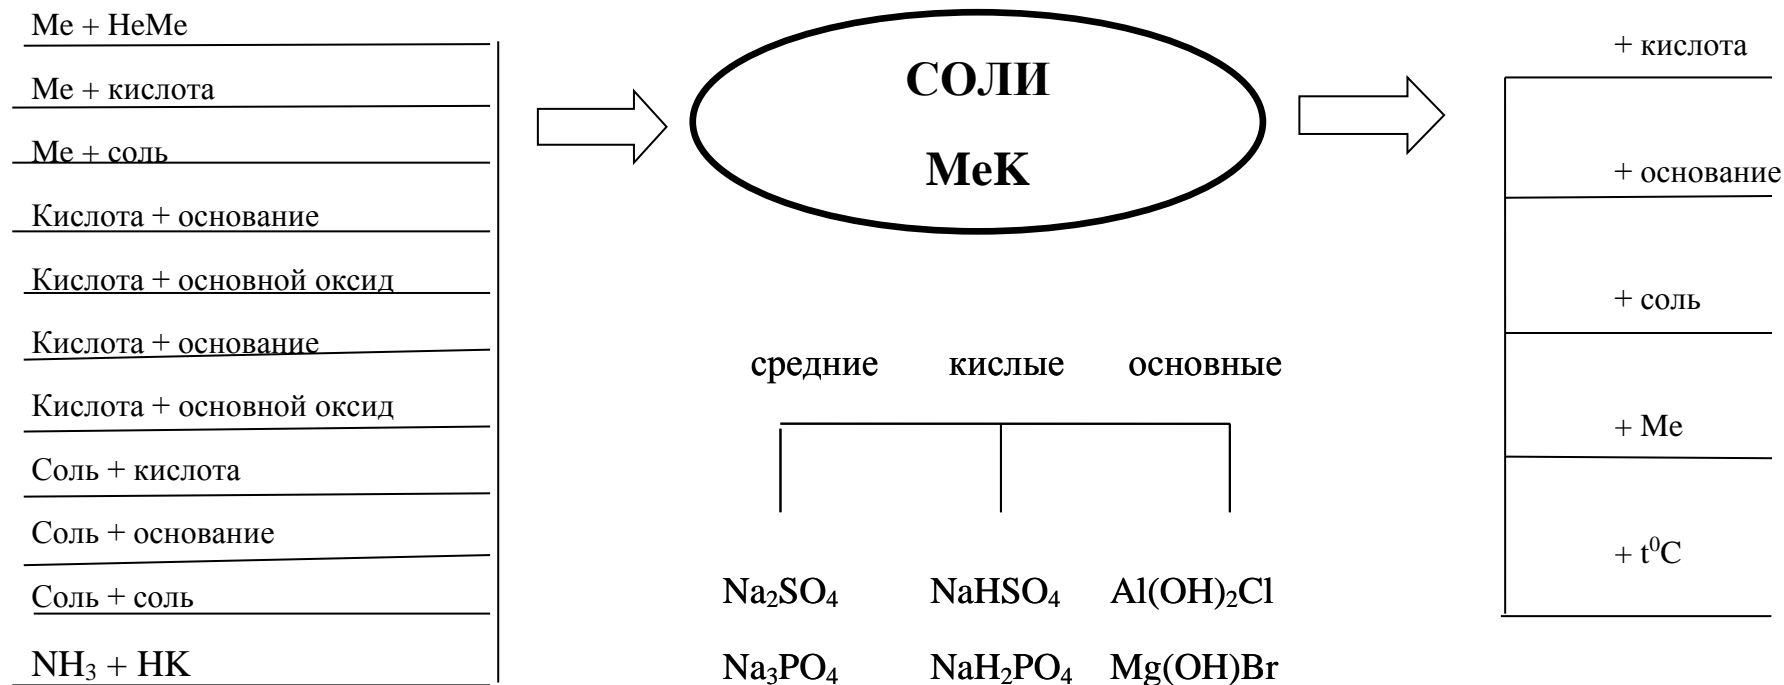 Me + НеМе
Me + кислота
Me + соль
Кислота + основание
Кислота + основной оксид
Кислота + основание
Кислота + основной оксид
Соль + кислота
Соль + основание
Соль + соль
NH₃ + HK
СОЛИ
МеК
средние кислые основные
Na₂SO₄ NaHSO₄ Al(OH)₂Cl
Na₃PO₄ NaH₂PO₄ Mg(OH)Br
+ кислота
+ основание
+ соль
+ Me
+ t⁰C